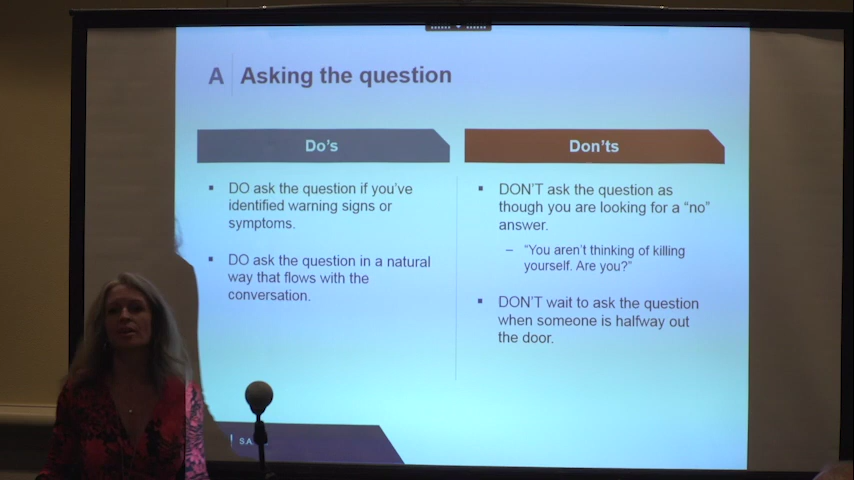 A Asking the question
Do's
DO ask the question if you've
identified warning signs or
symptoms.
DO ask the question in a natural
way that flows with the
conversation.
Don'ts
DON'T ask the question as
though you are looking for a “no”
answer.
– “You aren't thinking of killing
yourself. Are you?”
DON'T wait to ask the question
when someone is halfway out
the door.